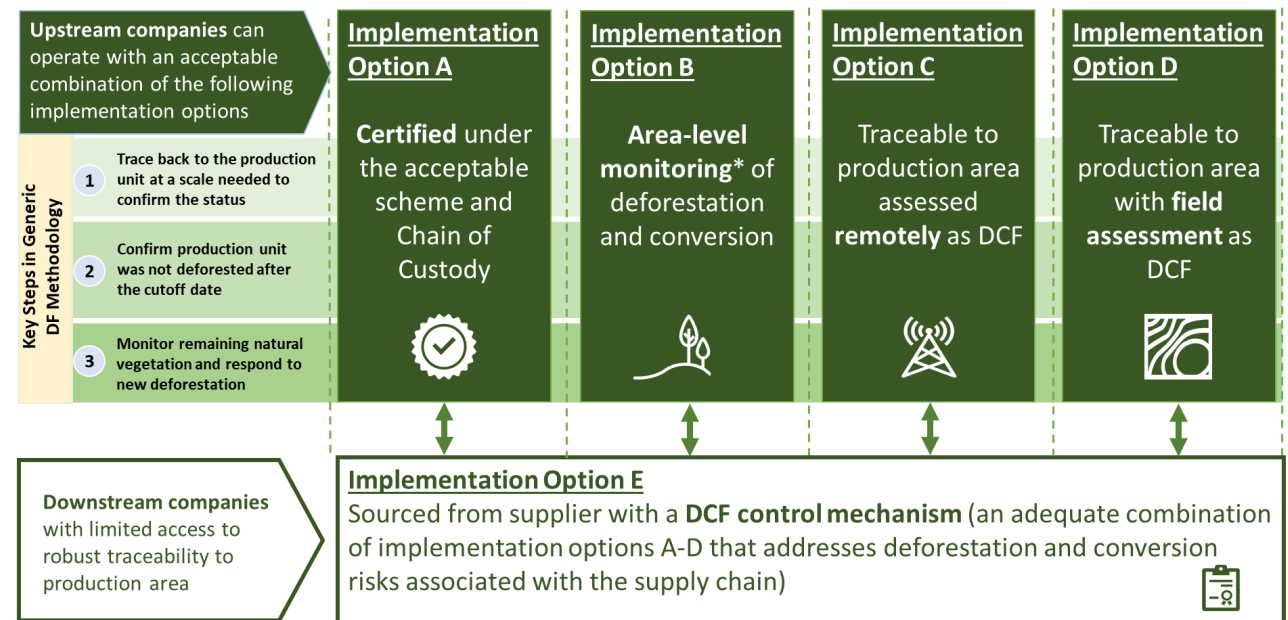 Upstream companies can
operate with an acceptable
combination of the following
implementation options
Implementation
Option A
Certified under
the acceptable
scheme and
Chain of
Custody
Implementation
Option B
Area-level
monitoring* of
deforestation
and conversion
Implementation
Option C
Traceable to
production area
assessed
remotely as DCF
Implementation
Option D
Traceable to
production area
with field
assessment as
DCF
Key Steps in Generic
DF Methodology
1
Trace back to the production
unit at a scale needed to
confirm the status
2
Confirm production unit
was not deforested after
the cutoff date
3
Monitor remaining natural
vegetation and respond to
new deforestation
Downstream companies
with limited access to
robust traceability to
production area
Implementation Option E
Sourced from supplier with a DCF control mechanism (an adequate combination
of implementation options A-D that addresses deforestation and conversion
risks associated with the supply chain)